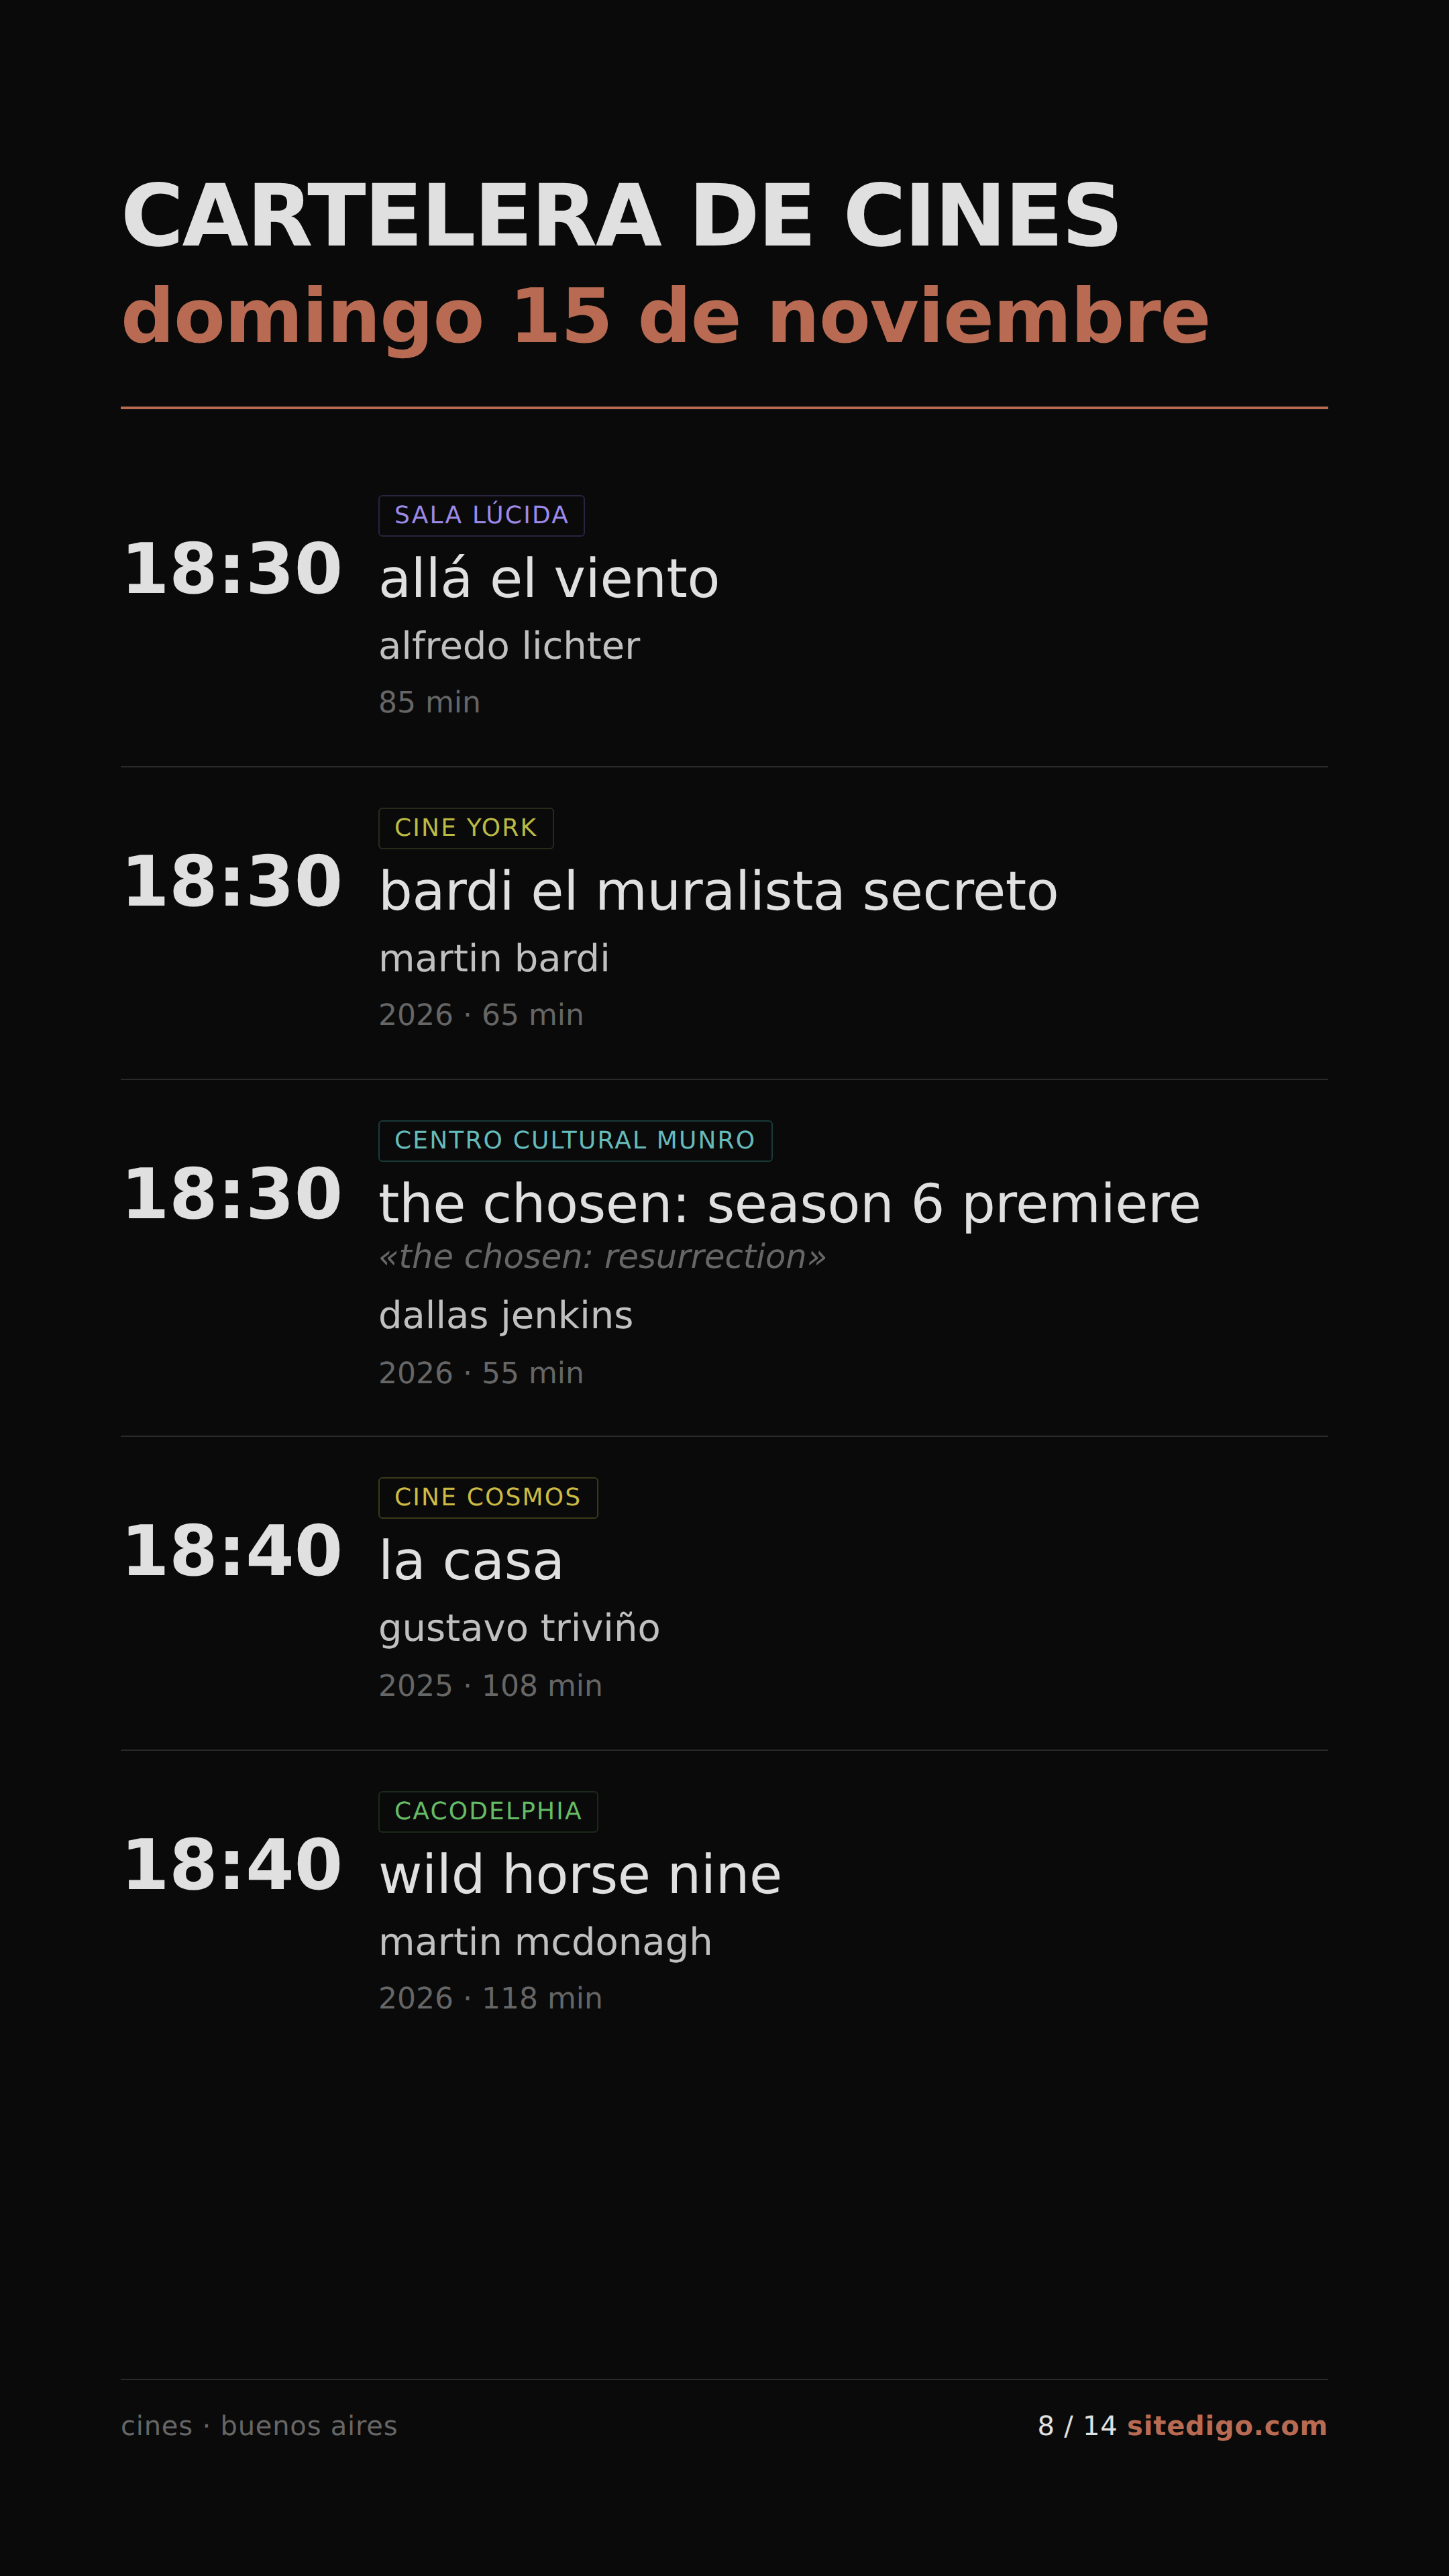 CARTELERA DE CINES
domingo 15 de noviembre
SALA LÚCIDA
18:30
allá el viento
alfredo lichter
85 min
CINE YORK
18:30
bardi el muralista secreto
martin bardi
2026 · 65 min
CENTRO CULTURAL MUNRO
18:30
the chosen: season 6 premiere
«the chosen: resurrection»
dallas jenkins
2026 · 55 min
CINE COSMOS
18:40
la casa
gustavo triviño
2025 · 108 min
CACODELPHIA
18:40
wild horse nine
martin mcdonagh
2026 · 118 min
cines · buenos aires
8 / 14 sitedigo.com